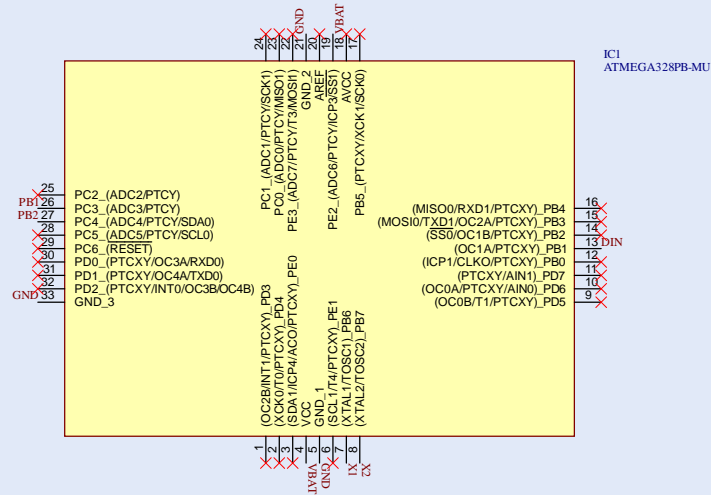 GND
VBAT
24
23
22
21
20
19
18
17
IC1
ATMEGA328PB-MU
PC1_(ADC1/PTCY/SCK1)
PC0_(ADC0/PTCY/MISO1)
PE3_(ADC7/PTCY/T3/MOSI1)
GND_2
AREF
PE2_(ADC6/PTCY/ICP3/SS1)
AVCC
PB5_(PTCXY/XCK1/SCK0)
25 PC2_(ADC2/PTCY)
PB1 26 PC3_(ADC3/PTCY)
PB2 27 PC4_(ADC4/PTCY/SDA0)
28 PC5_(ADC5/PTCY/SCL0)
29 PC6_(RESET)
30 PD0_(PTCXY/OC3A/RXD0)
31 PD1_(PTCXY/OC4A/TXD0)
32 PD2_(PTCXY/INT0/OC3B/OC4B)
GND 33 GND_3
(MISO0/RXD1/PTCXY)_PB4 16
(MOSI0/TXD1/OC2A/PTCXY)_PB3 15
(SS0/OC1B/PTCXY)_PB2 14
(OC1A/PTCXY)_PB1 13 DIN
(ICP1/CLKO/PTCXY)_PB0 12
(PTCXY/AIN1)_PD7 11
(OC0A/PTCXY/AIN0)_PD6 10
(OC0B/T1/PTCXY)_PD5 9
(OC2B/INT1/PTCXY)_PD3
(XCK0/T0/PTCXY)_PD4
(SDA1/ICP4/ACO/PTCXY)_PE0
VCC
GND_1
(SCL1/T4/PTCXY)_PE1
(XTAL1/TOSC1)_PB6
(XTAL2/TOSC2)_PB7
1
2
3
4
5
6
7
8
VBAT
GND
X1
X2